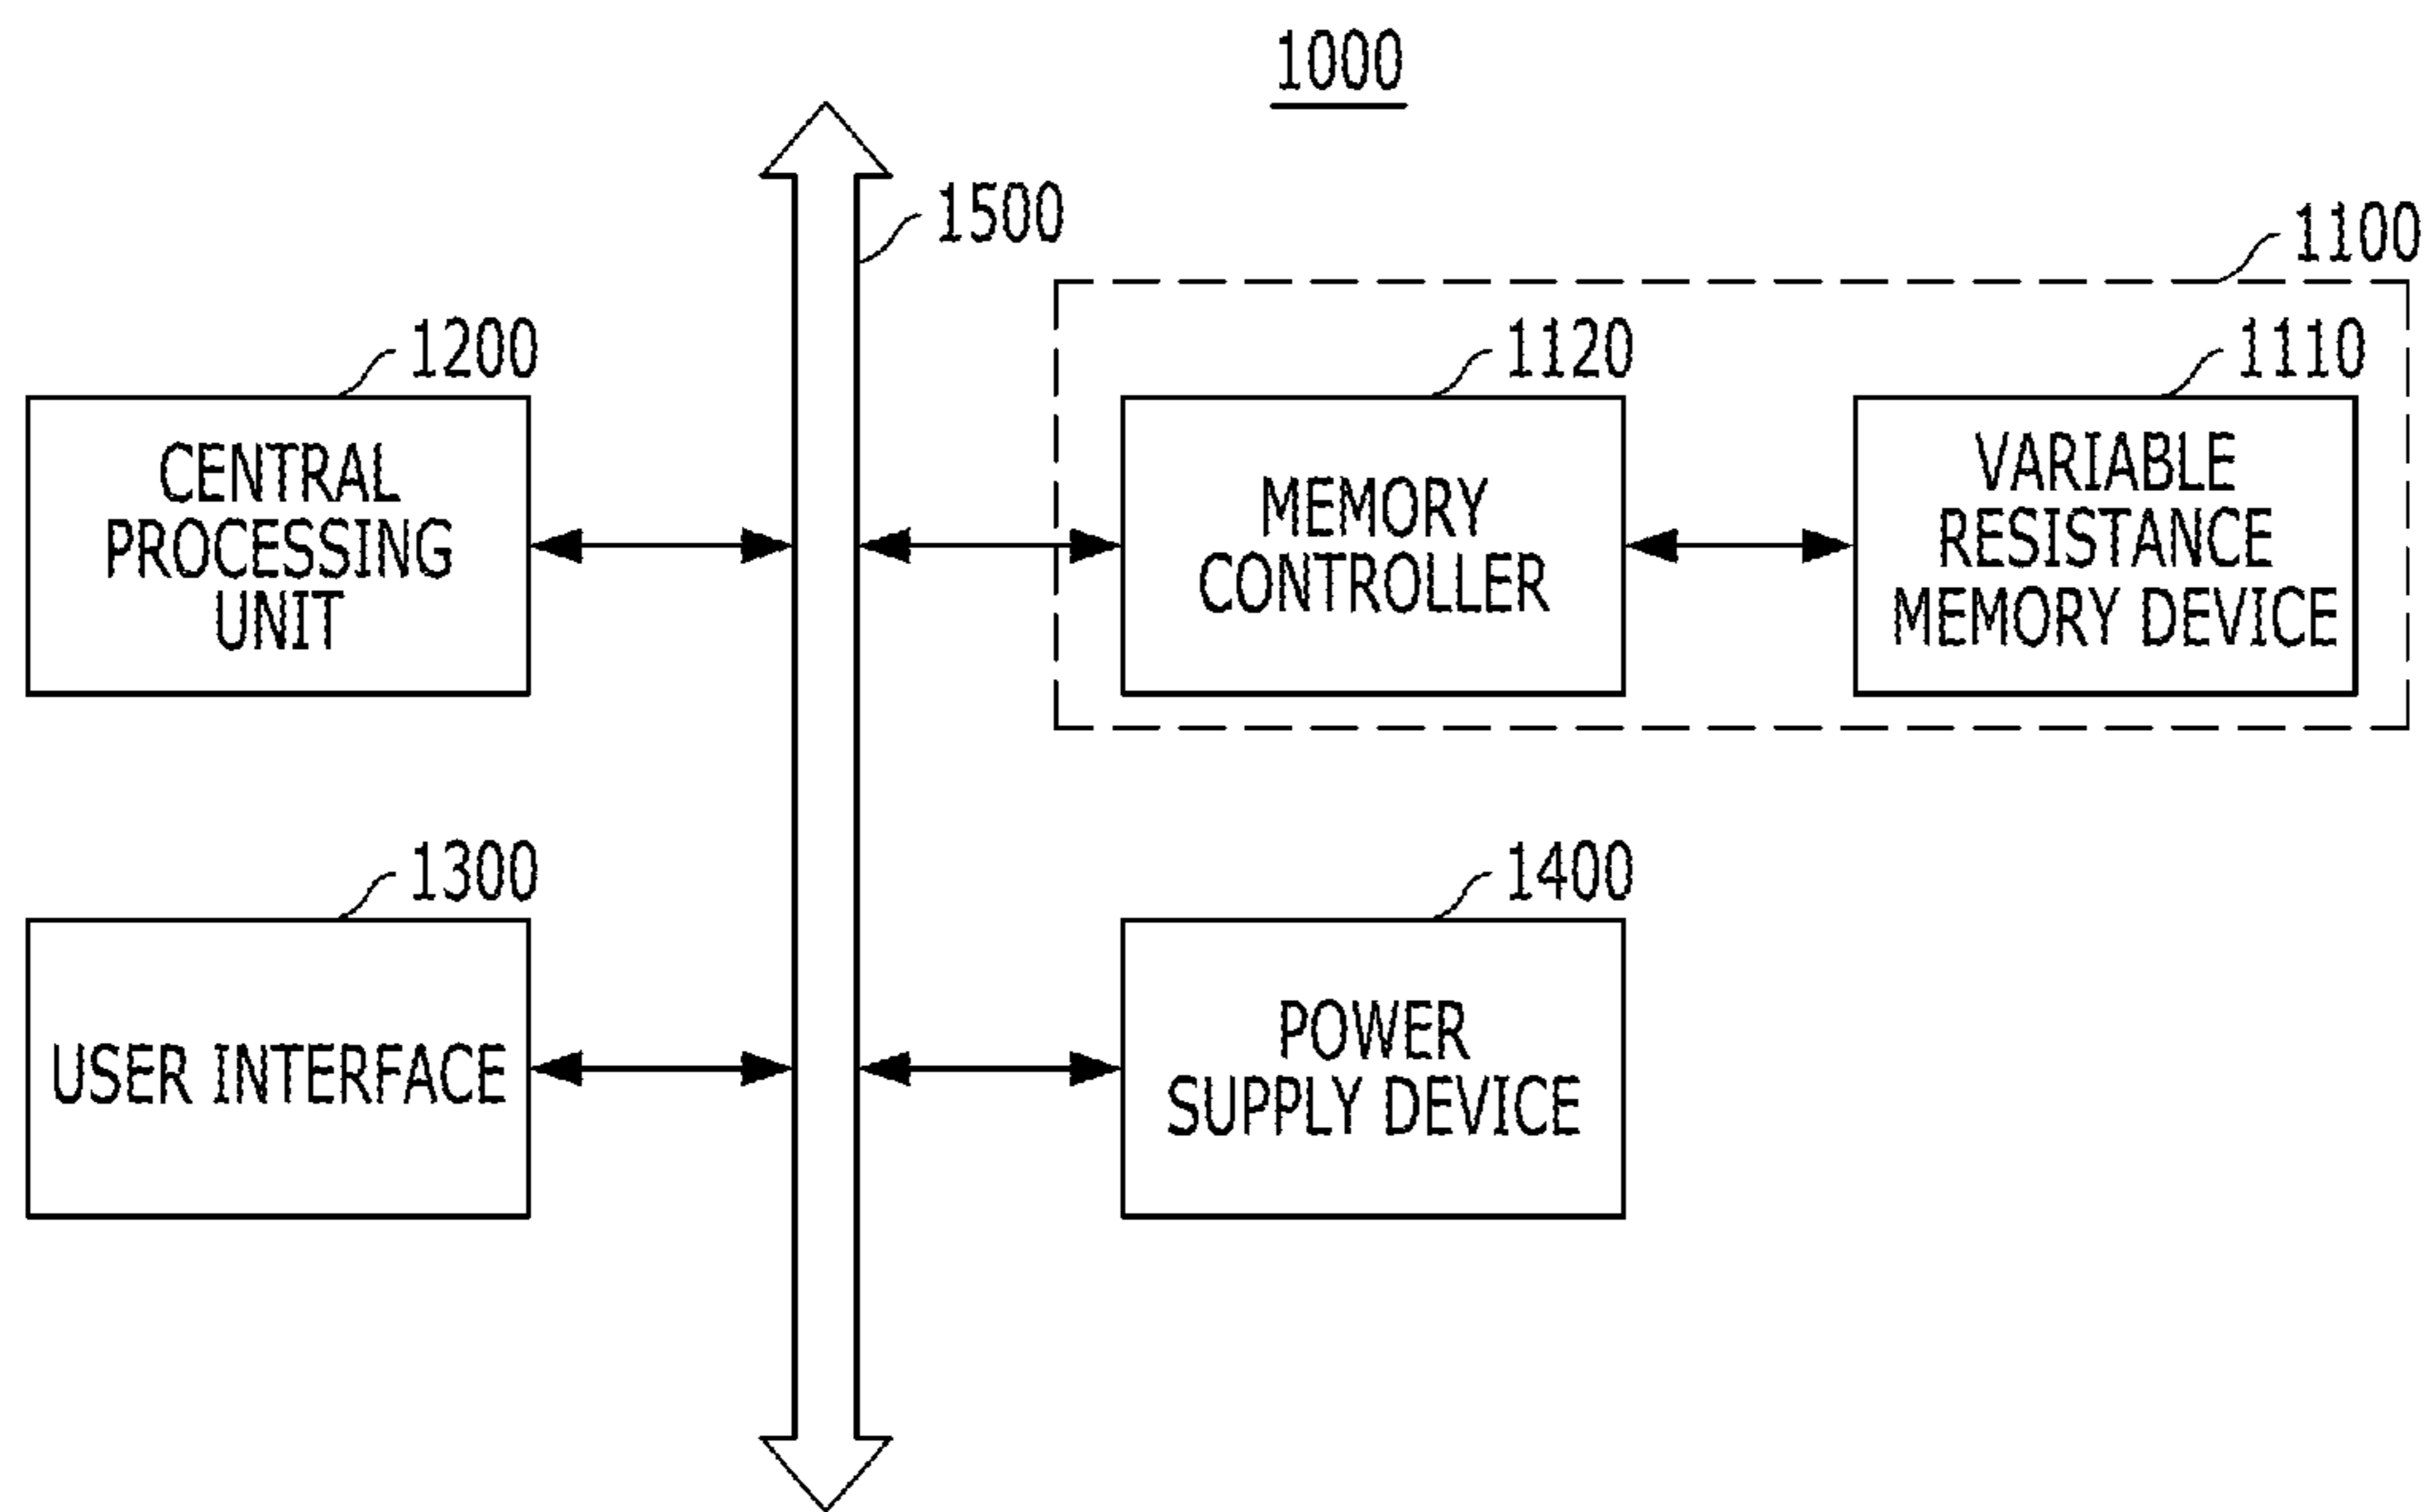 1000
1500
1100
1200
CENTRAL
PROCESSING
UNIT
1120
MEMORY
CONTROLLER
1110
VARIABLE
RESISTANCE
MEMORY DEVICE
1300
USER INTERFACE
1400
POWER
SUPPLY DEVICE